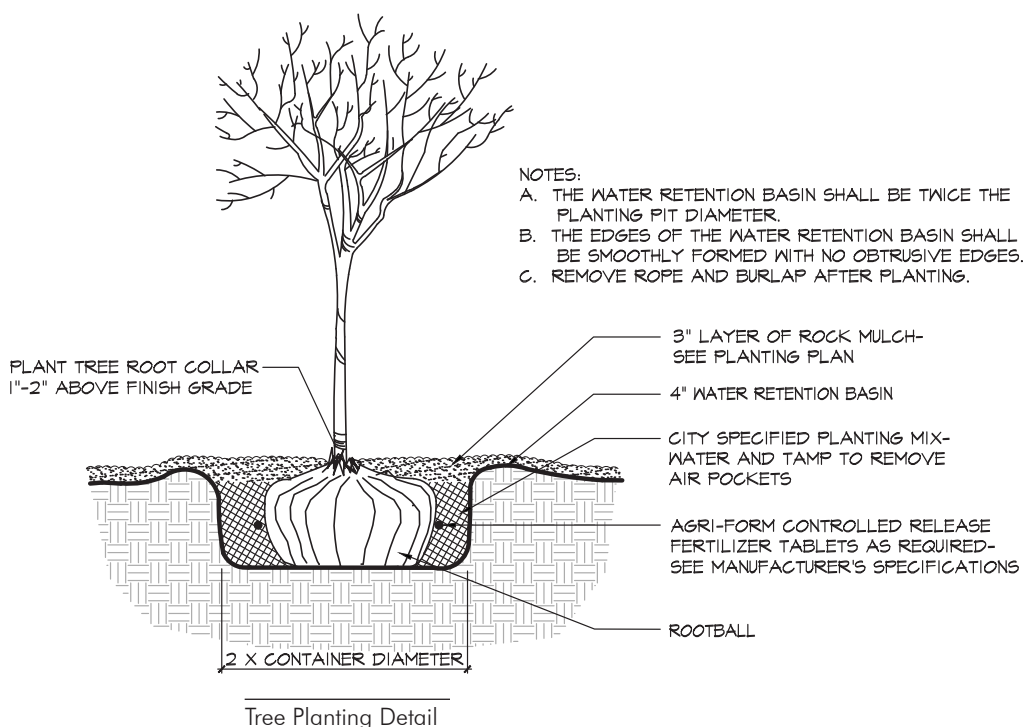 NOTES:
A. THE WATER RETENTION BASIN SHALL BE TWICE THE
PLANTING PIT DIAMETER.
B. THE EDGES OF THE WATER RETENTION BASIN SHALL
BE SMOOTHLY FORMED WITH NO OBTRUSIVE EDGES.
C. REMOVE ROPE AND BURLAP AFTER PLANTING.
PLANT TREE ROOT COLLAR
1"-2" ABOVE FINISH GRADE
3" LAYER OF ROCK MULCH-
SEE PLANTING PLAN
4" WATER RETENTION BASIN
CITY SPECIFIED PLANTING MIX-
WATER AND TAMP TO REMOVE
AIR POCKETS
AGRI-FORM CONTROLLED RELEASE
FERTILIZER TABLETS AS REQUIRED-
SEE MANUFACTURER'S SPECIFICATIONS
ROOTBALL
2 X CONTAINER DIAMETER
Tree Planting Detail